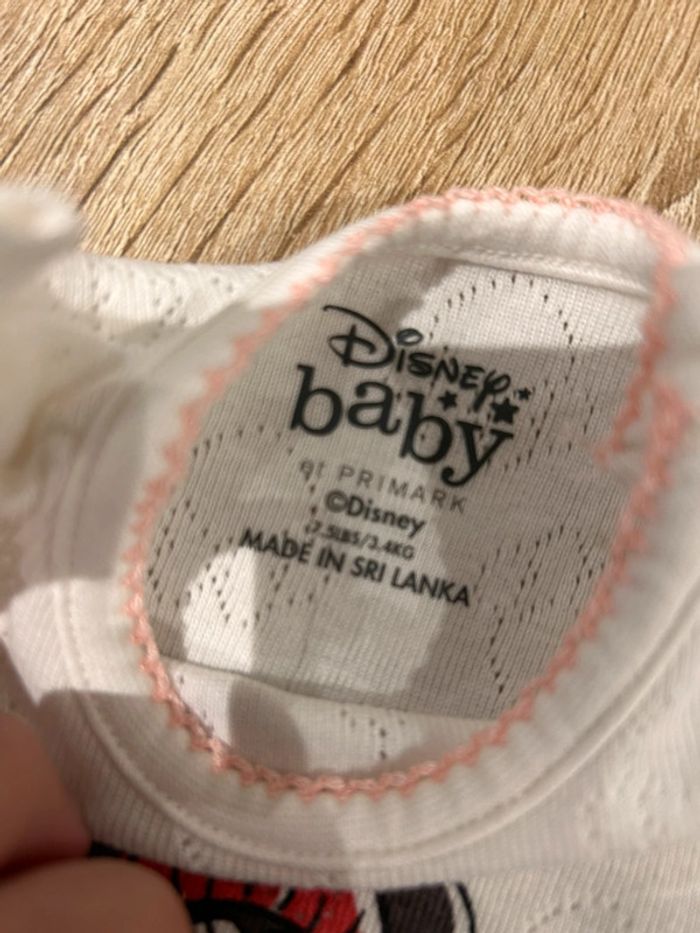 Disney
baby
at PRIMARK
©Disney
7.5LBS/3.4KG
MADE IN SRI LANKA